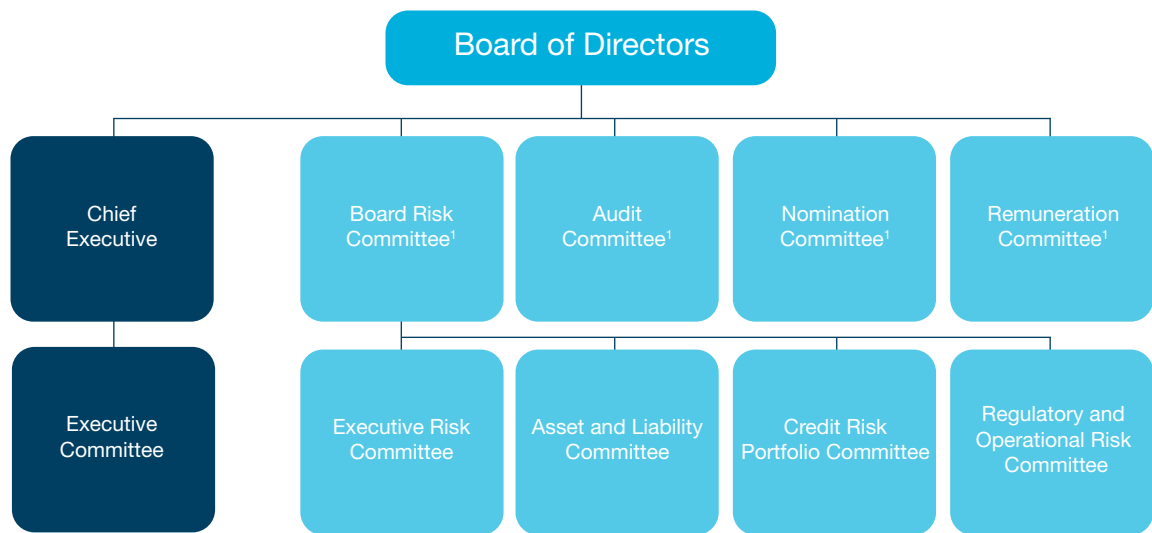 Board of Directors
Chief
Executive
Board Risk
Committee¹
Audit
Committee¹
Nomination
Committee¹
Remuneration
Committee¹
Executive
Committee
Executive Risk
Committee
Asset and Liability
Committee
Credit Risk
Portfolio Committee
Regulatory and
Operational Risk
Committee